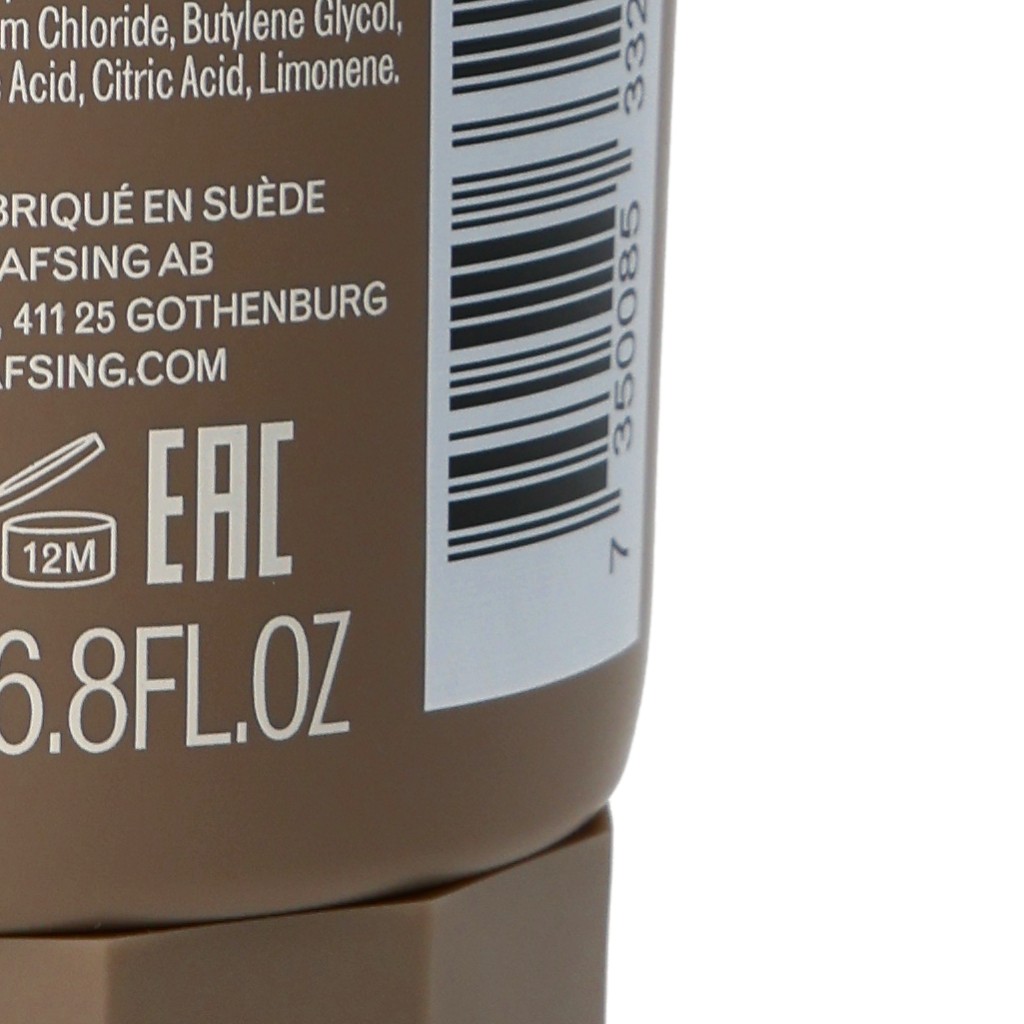 m Chloride, Butylene Glycol,
Acid, Citric Acid, Limonene.
BRIQUÉ EN SUÈDE
AFSING AB
, 411 25 GOTHENBURG
AFSING.COM
12M
EAC
6.8FL.OZ
7 350085 332